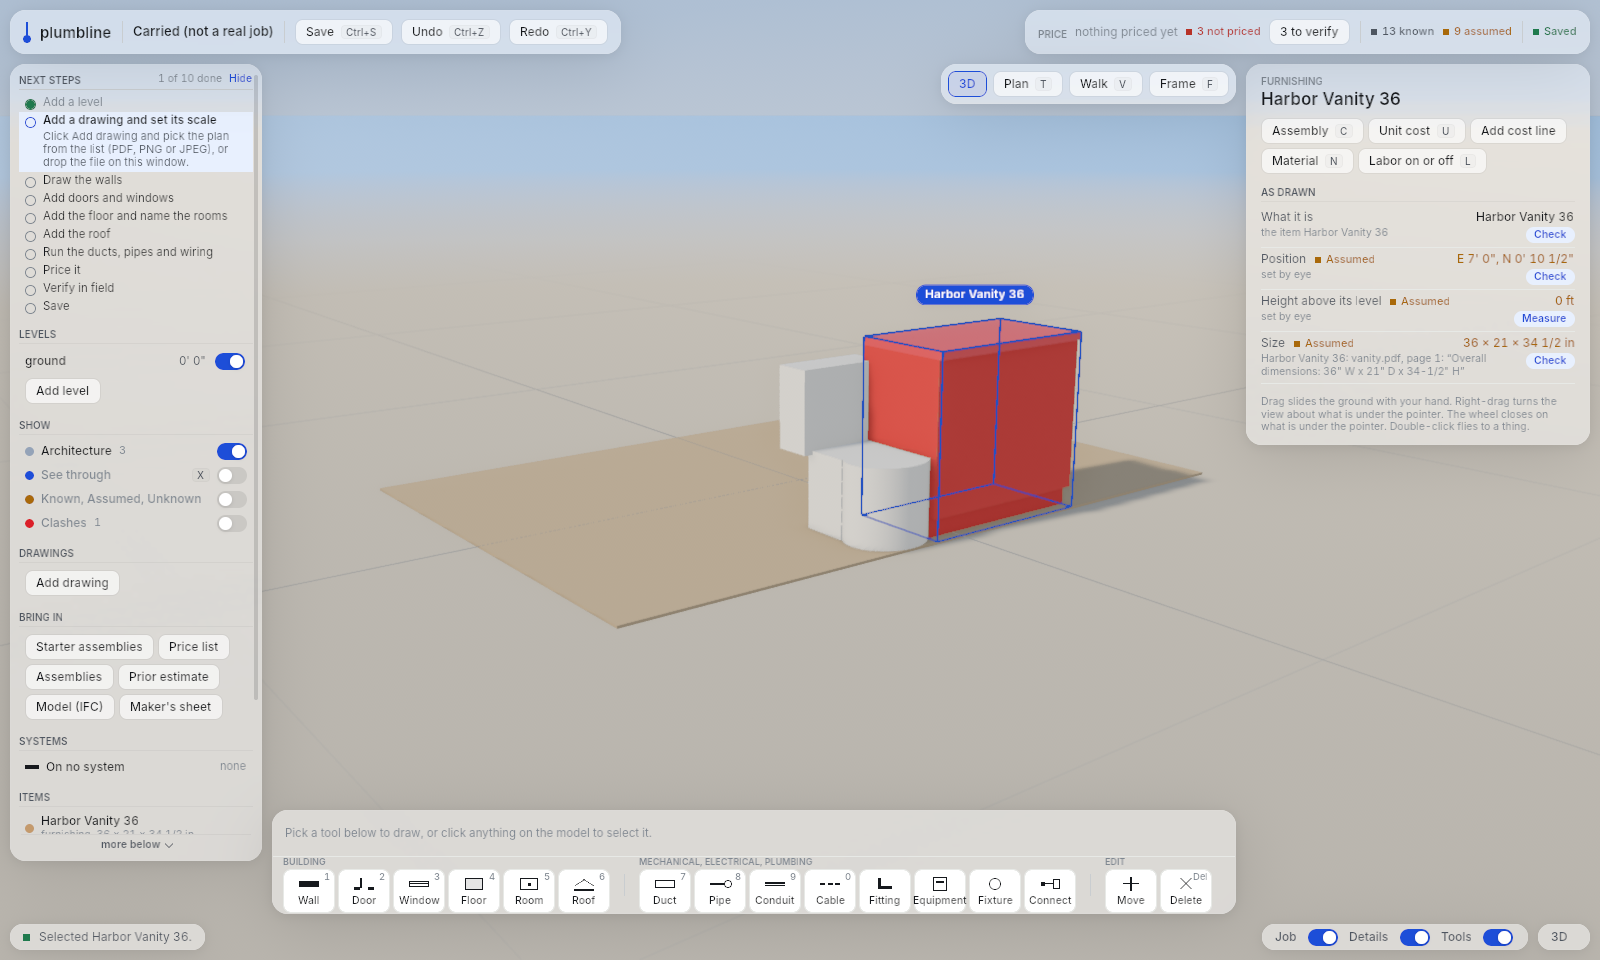 plumbline
Carried (not a real job)
Save Ctrl+S
Undo Ctrl+Z
Redo Ctrl+Y
PRICE nothing priced yet
3 not priced
3 to verify
13 known
9 assumed
Saved
NEXT STEPS 1 of 10 done Hide
Add a level
Add a drawing and set its scale
Click Add drawing and pick the plan
from the list (PDF, PNG or JPEG), or
drop the file on this window.
Draw the walls
Add doors and windows
Add the floor and name the rooms
Add the roof
Run the ducts, pipes and wiring
Price it
Verify in field
Save
LEVELS
ground 0' 0"
Add level
SHOW
Architecture 3
See through X
Known, Assumed, Unknown
Clashes 1
DRAWINGS
Add drawing
BRING IN
Starter assemblies Price list
Assemblies Prior estimate
Model (IFC) Maker's sheet
SYSTEMS
On no system none
ITEMS
Harbor Vanity 36
furnishing, 36 × 21 × 34 1/2 in
more below
3D
Plan T
Walk V
Frame F
Harbor Vanity 36
FURNISHING
Harbor Vanity 36
Assembly C Unit cost U Add cost line
Material N Labor on or off L
AS DRAWN
What it is Harbor Vanity 36
the item Harbor Vanity 36 Check
Position Assumed E 7' 0", N 0' 10 1/2"
set by eye Check
Height above its level Assumed 0 ft
set by eye Measure
Size Assumed 36 × 21 × 34 1/2 in
Harbor Vanity 36: vanity.pdf, page 1: "Overall Check
dimensions: 36" W x 21" D x 34-1/2" H"
Drag slides the ground with your hand. Right-drag turns the
view about what is under the pointer. The wheel closes on
what is under the pointer. Double-click flies to a thing.
Pick a tool below to draw, or click anything on the model to select it.
BUILDING
1 Wall
2 Door
3 Window
4 Floor
5 Room
6 Roof
MECHANICAL, ELECTRICAL, PLUMBING
7 Duct
8 Pipe
9 Conduit
0 Cable
Fitting
Equipment
Fixture
Connect
EDIT
Move
Del Delete
Selected Harbor Vanity 36.
Job Details Tools
3D